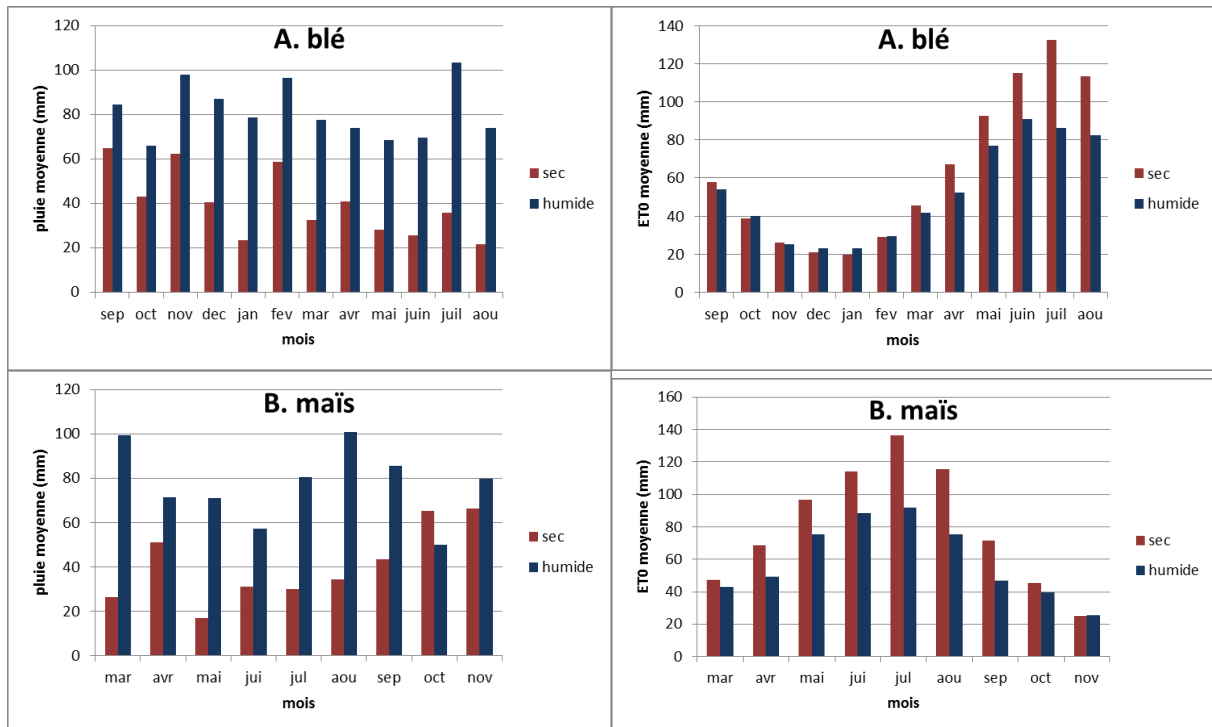 A. blé
pluie moyenne (mm)
120
100
80
60
40
20
0
sep oct nov dec jan fev mar avr mai juin juil aou
mois
sec
humide
A. blé
ET0 moyenne (mm)
140
120
100
80
60
40
20
0
sep oct nov dec jan fev mar avr mai juin juil aou
mois
sec
humide
B. maïs
pluie moyenne (mm)
120
100
80
60
40
20
0
mar avr mai jui jul aou sep oct nov
mois
sec
humide
B. maïs
ET0 moyenne (mm)
160
140
120
100
80
60
40
20
0
mar avr mai jui jul aou sep oct nov
mois
sec
humide